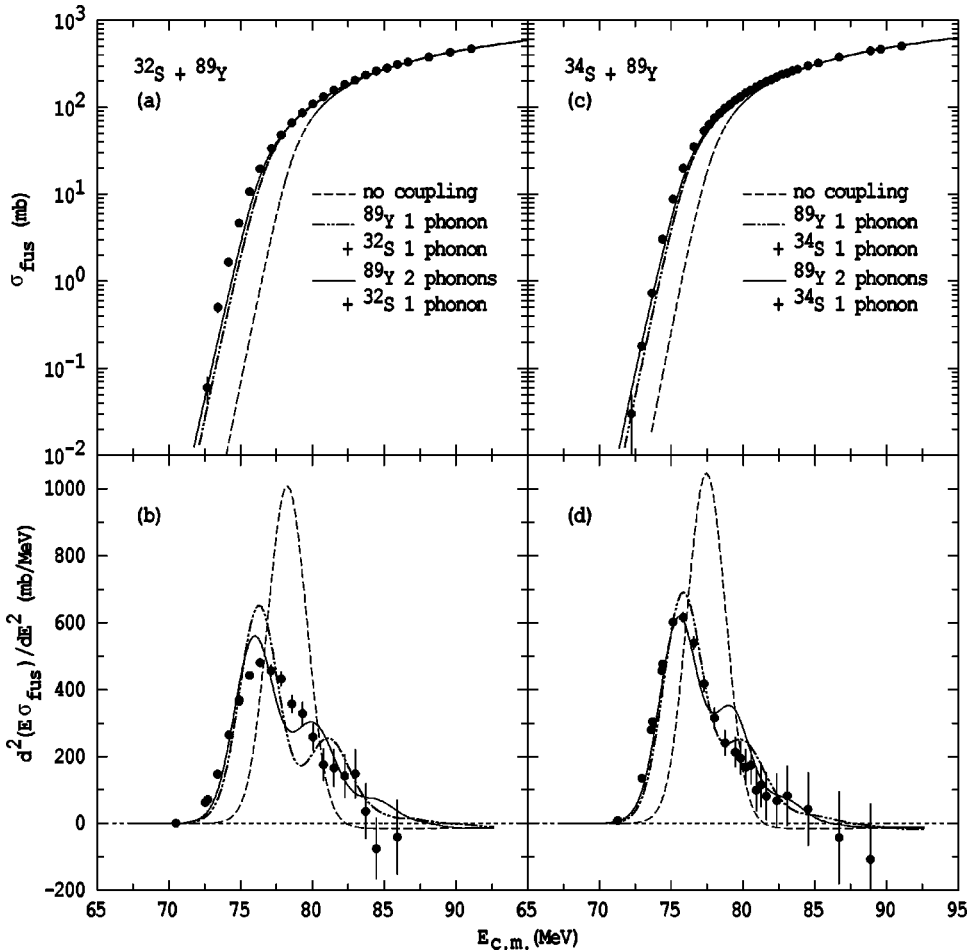 10³
10²
10¹
10⁰
10⁻¹
10⁻²
σ_fus (mb)
³²S + ⁸⁹Y
(a)
no coupling
⁸⁹Y 1 phonon
+ ³²S 1 phonon
⁸⁹Y 2 phonons
+ ³²S 1 phonon
³⁴S + ⁸⁹Y
(c)
no coupling
⁸⁹Y 1 phonon
+ ³⁴S 1 phonon
⁸⁹Y 2 phonons
+ ³⁴S 1 phonon
1000
800
600
400
200
0
-200
d²(Eσ_fus)/dE² (mb/MeV)
(b)
(d)
65 70 75 80 85 90 65 70 75 80 85 90 95
E_c.m. (MeV)